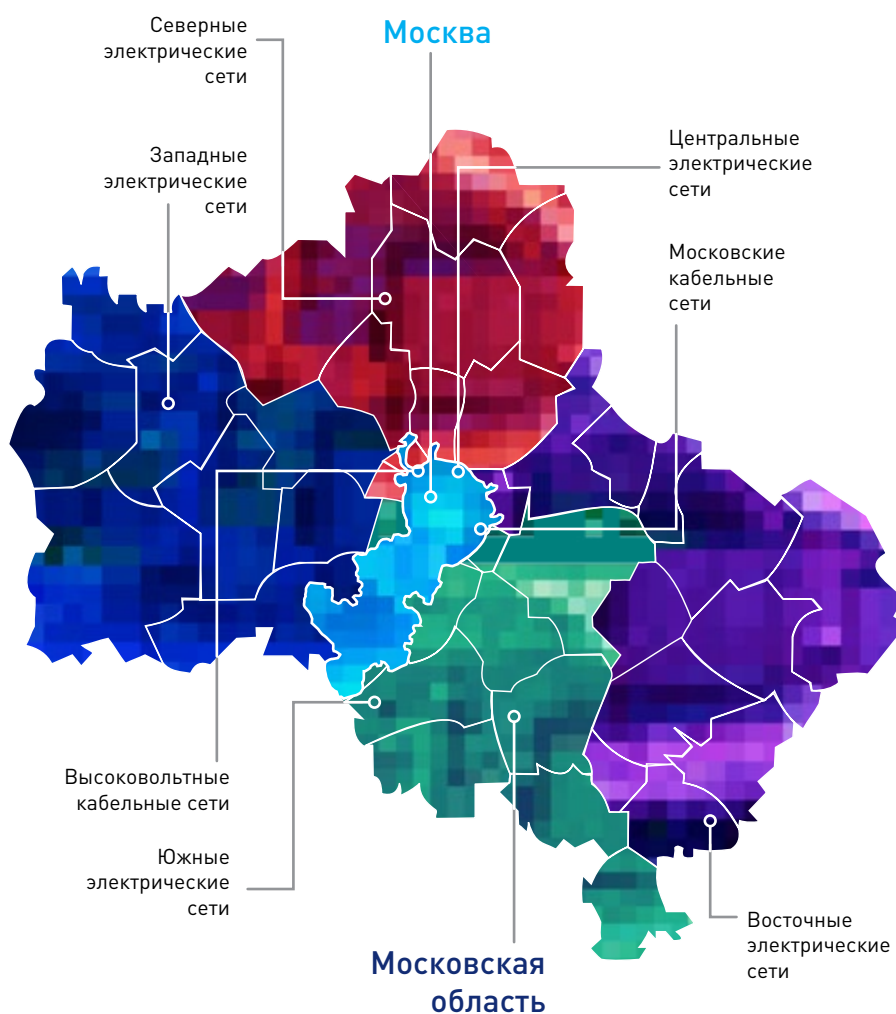 Северные
электрические
сети
Москва
Западные
электрические
сети
Центральные
электрические
сети
Московские
кабельные
сети
Высоковольтные
кабельные сети
Южные
электрические
сети
Московская
область
Восточные
электрические
сети